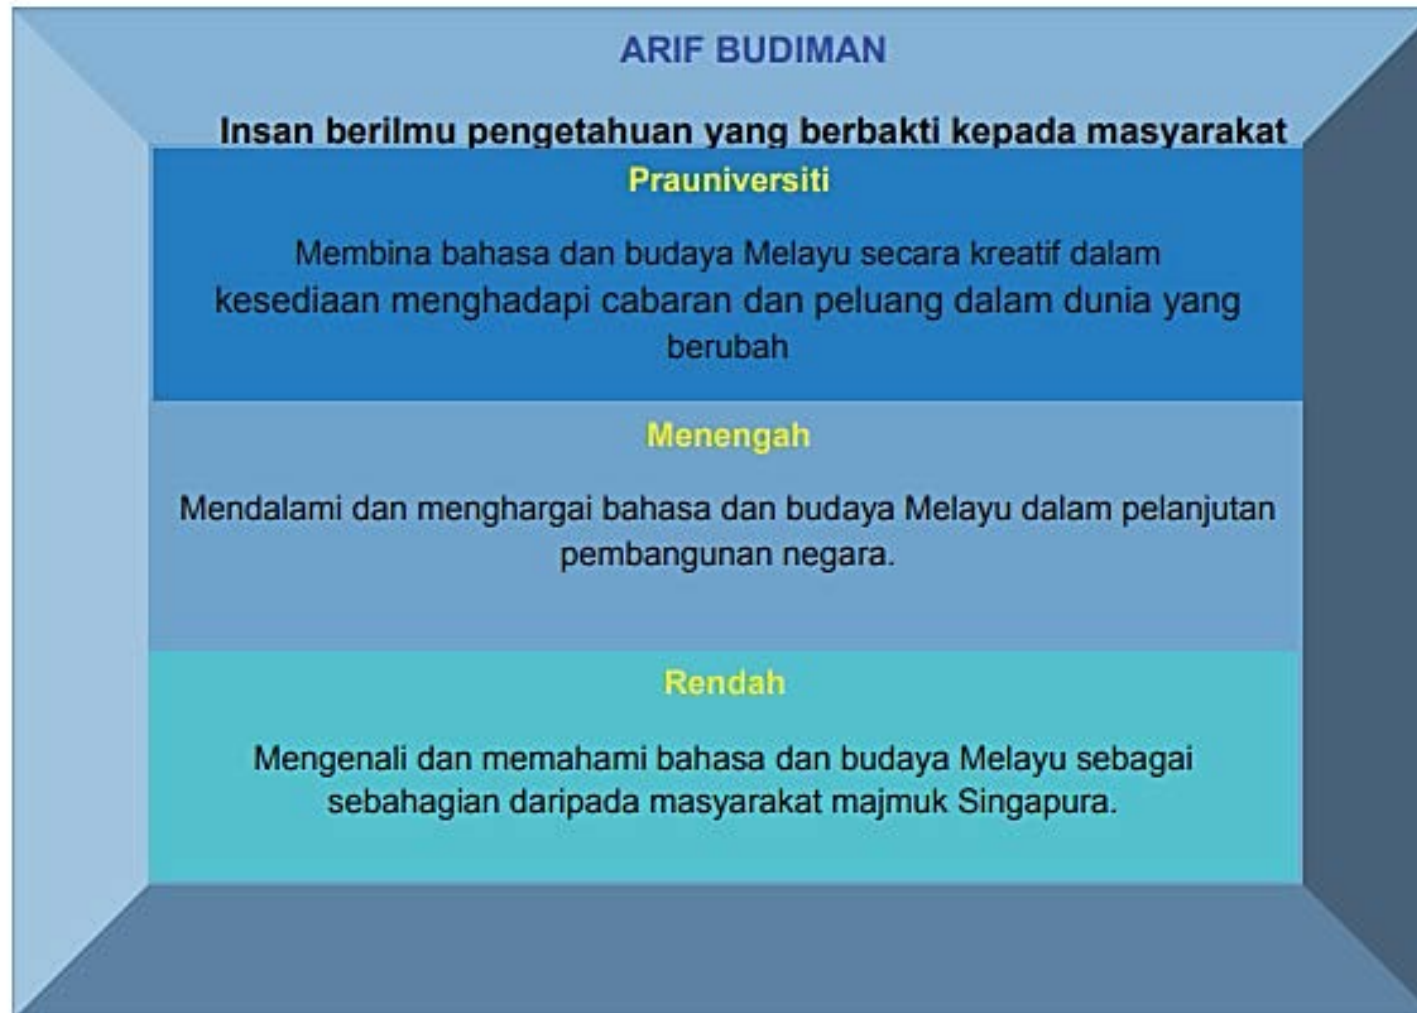 ARIF BUDIMAN
Insan berilmu pengetahuan yang berbakti kepada masyarakat
Prauniversiti
Membina bahasa dan budaya Melayu secara kreatif dalam
kesediaan menghadapi cabaran dan peluang dalam dunia yang
berubah
Menengah
Mendalami dan menghargai bahasa dan budaya Melayu dalam pelanjutan
pembangunan negara.
Rendah
Mengenali dan memahami bahasa dan budaya Melayu sebagai
sebahagian daripada masyarakat majmuk Singapura.